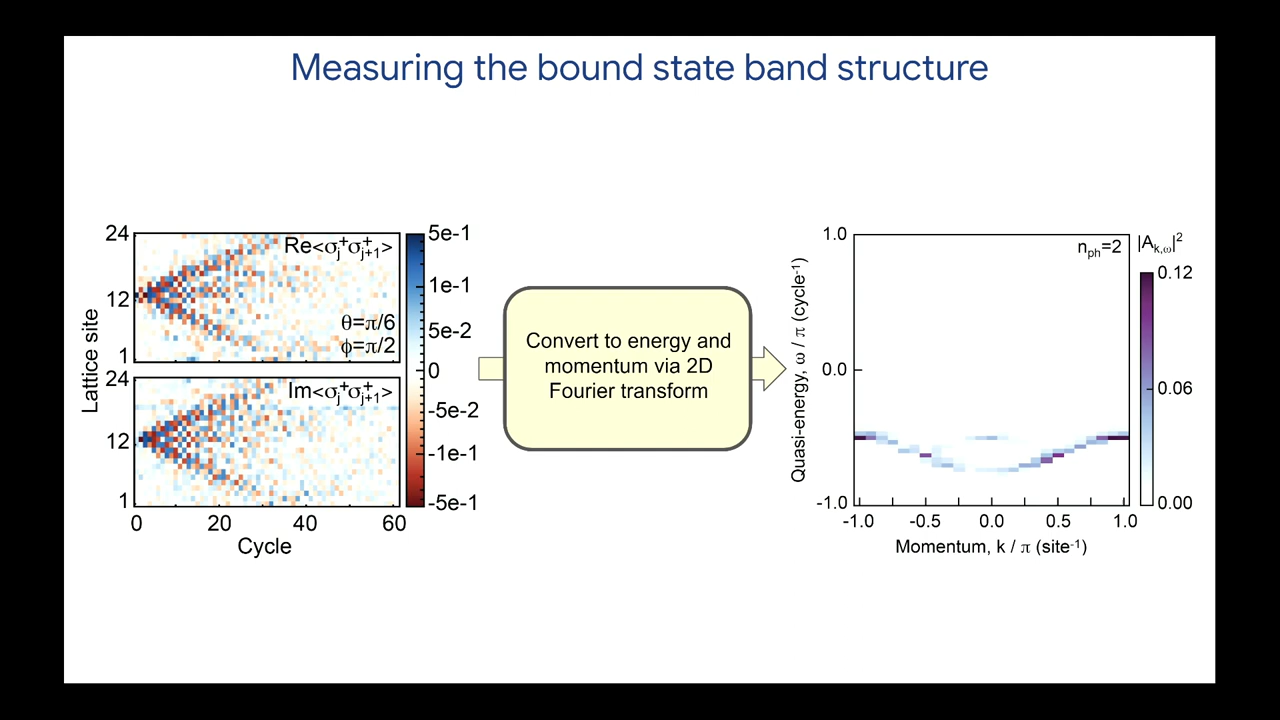 Measuring the bound state band structure
24
12
1
Re<σj+σj+1+>
θ=π/6
ϕ=π/2
24
12
1
Im<σj+σj+1+>
Lattice site
0
20
40
60
Cycle
5e-1
1e-1
5e-2
0
-5e-2
-1e-1
-5e-1
Convert to energy and
momentum via 2D
Fourier transform
Quasi-energy, ω / π (cycle-1)
1.0
0.0
-1.0
nph=2
-1.0
-0.5
0.0
0.5
1.0
Momentum, k / π (site-1)
|Ak,ω|2
0.12
0.06
0.00